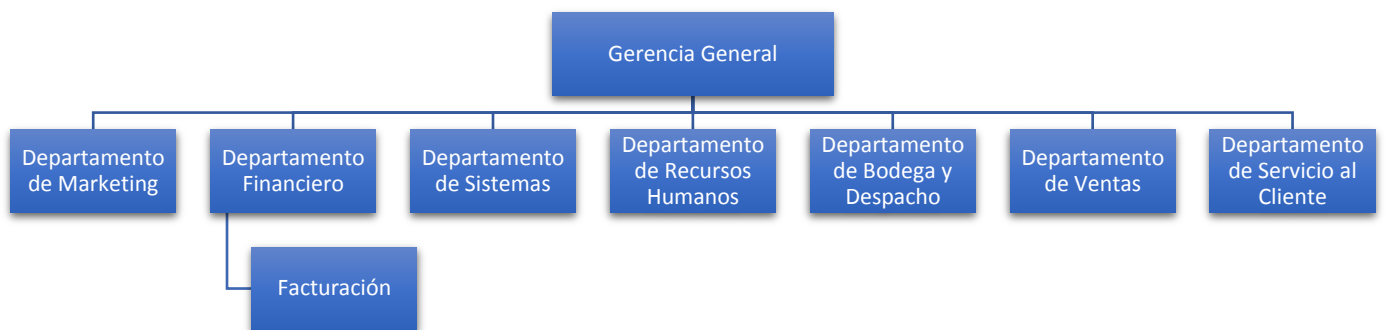 Gerencia General
Departamento
de Marketing
Departamento
Financiero
Departamento
de Sistemas
Departamento
de Recursos
Humanos
Departamento
de Bodega y
Despacho
Departamento
de Ventas
Departamento
de Servicio al
Cliente
Facturación